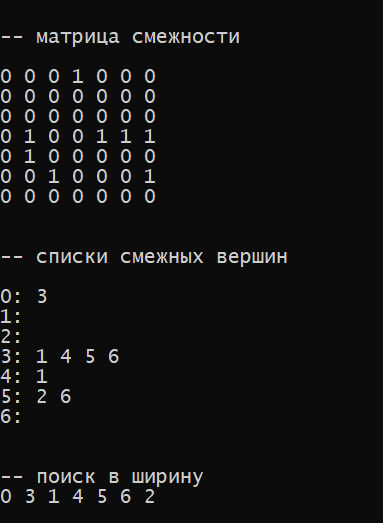 -- матрица смежности
0 0 0 1 0 0 0
0 0 0 0 0 0 0
0 0 0 0 0 0 0
0 1 0 0 1 1 1
0 1 0 0 0 0 0
0 0 1 0 0 0 1
0 0 0 0 0 0 0
-- списки смежных вершин
0: 3
1:
2:
3: 1 4 5 6
4: 1
5: 2 6
6:
-- поиск в ширину
0 3 1 4 5 6 2